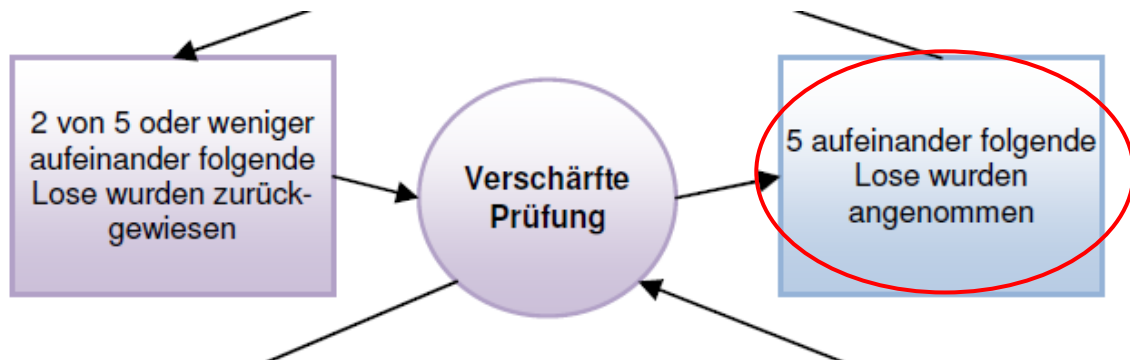 2 von 5 oder weniger
aufeinander folgende
Lose wurden zurück-
gewiesen
Verschärfte
Prüfung
5 aufeinander folgende
Lose wurden
angenommen